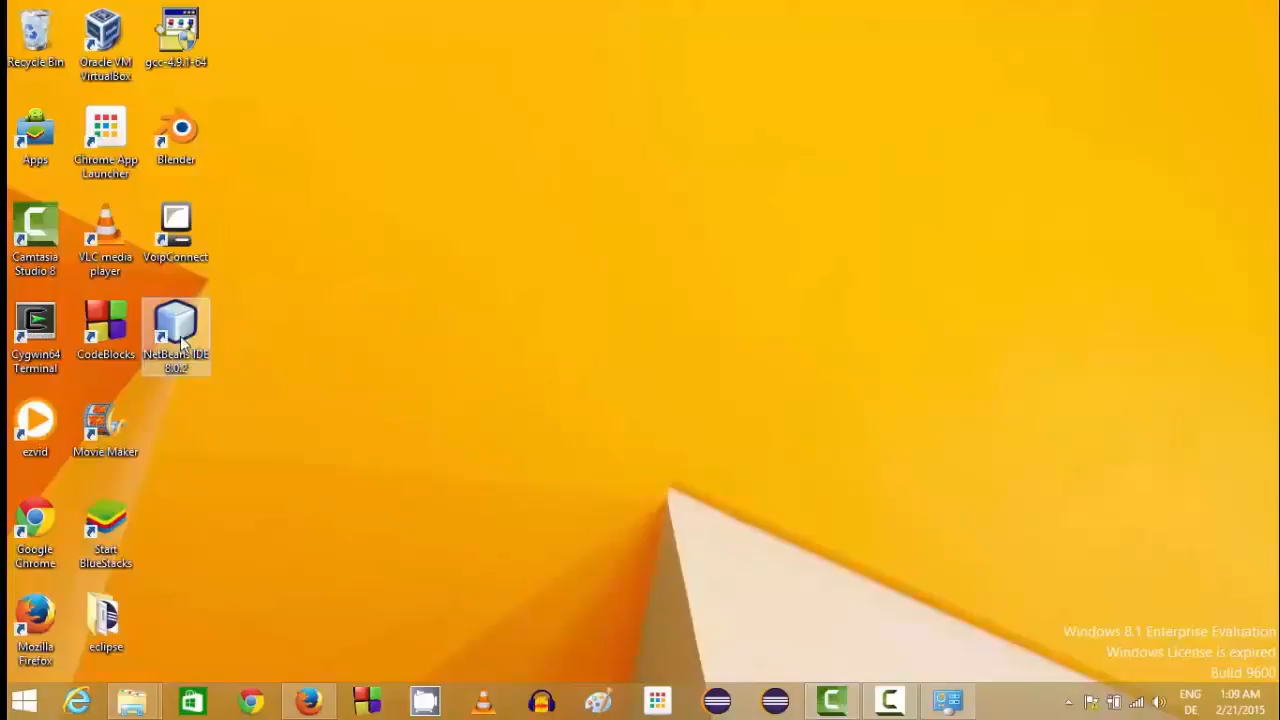 Recycle Bin
Oracle VM
VirtualBox
gcc-4.9.1-64
Apps
Chrome App
Launcher
Blender
Camtasia
Studio 8
VLC media
player
VoipConnect
Cygwin64
Terminal
CodeBlocks
NetBeans IDE
8.0.2
ezvid
Movie Maker
Google
Chrome
Start
BlueStacks
Mozilla
Firefox
eclipse
Windows 8.1 Enterprise Evaluation
Windows License is expired
Build 9600
ENG
DE
1:09 AM
2/21/2015